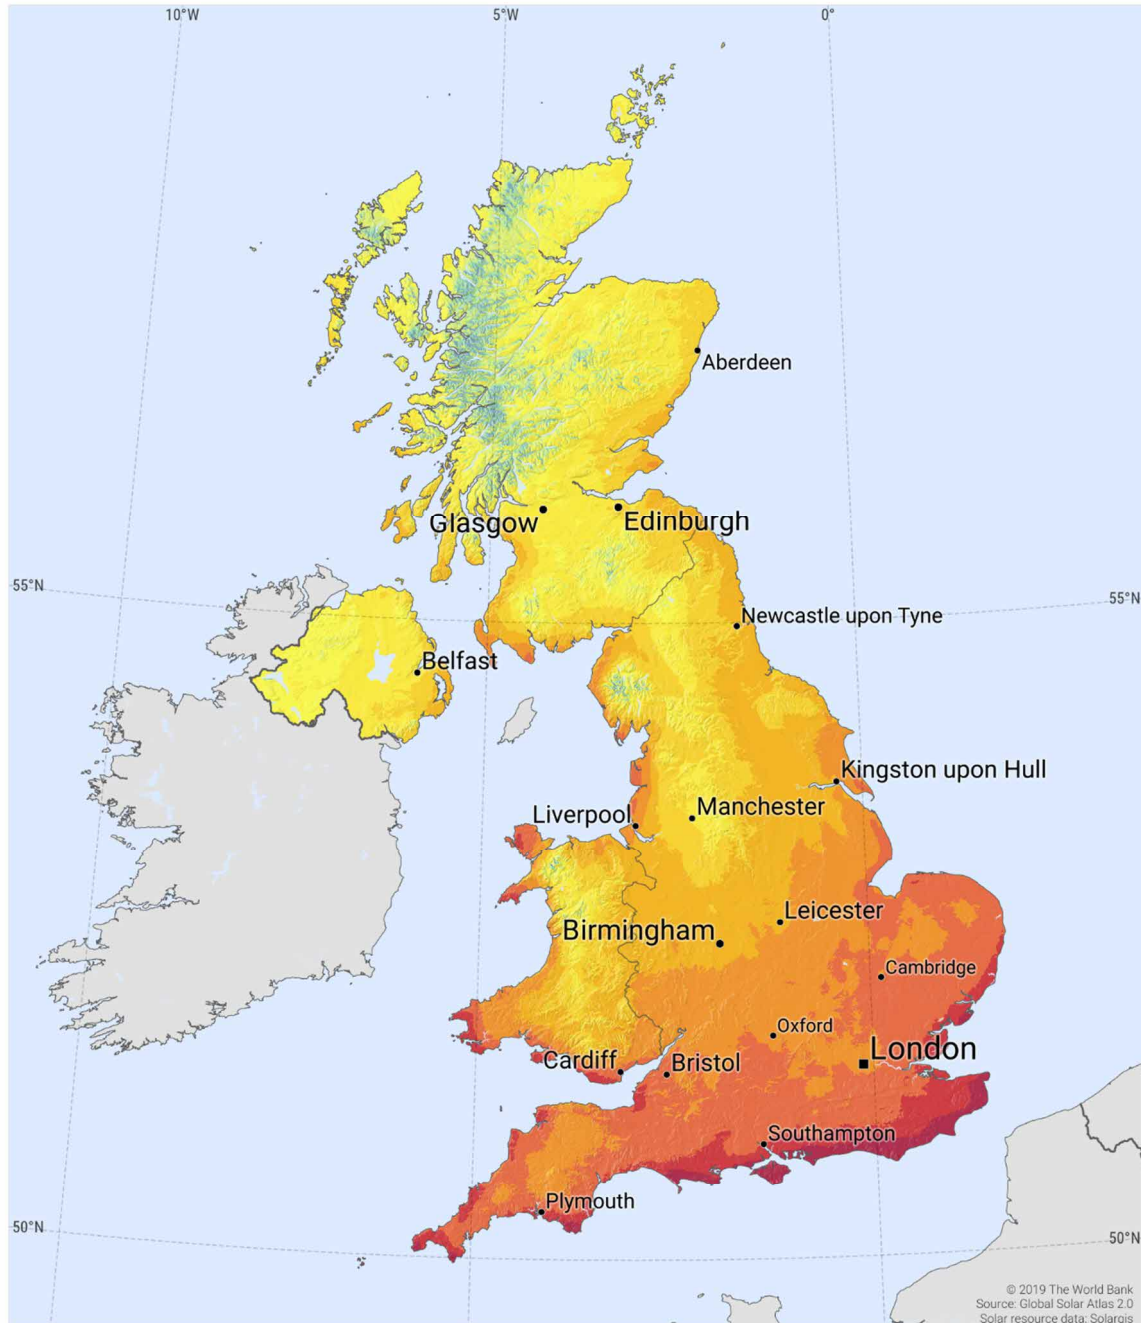 10°W
5°W
0°
Aberdeen
Glasgow
Edinburgh
55°N
55°N
Newcastle upon Tyne
Belfast
Kingston upon Hull
Liverpool
Manchester
Leicester
Birmingham
Cambridge
Oxford
London
Cardiff
Bristol
Southampton
Plymouth
50°N
50°N
© 2019 The World Bank
Source: Global Solar Atlas 2.0
Solar resource data: Solargis